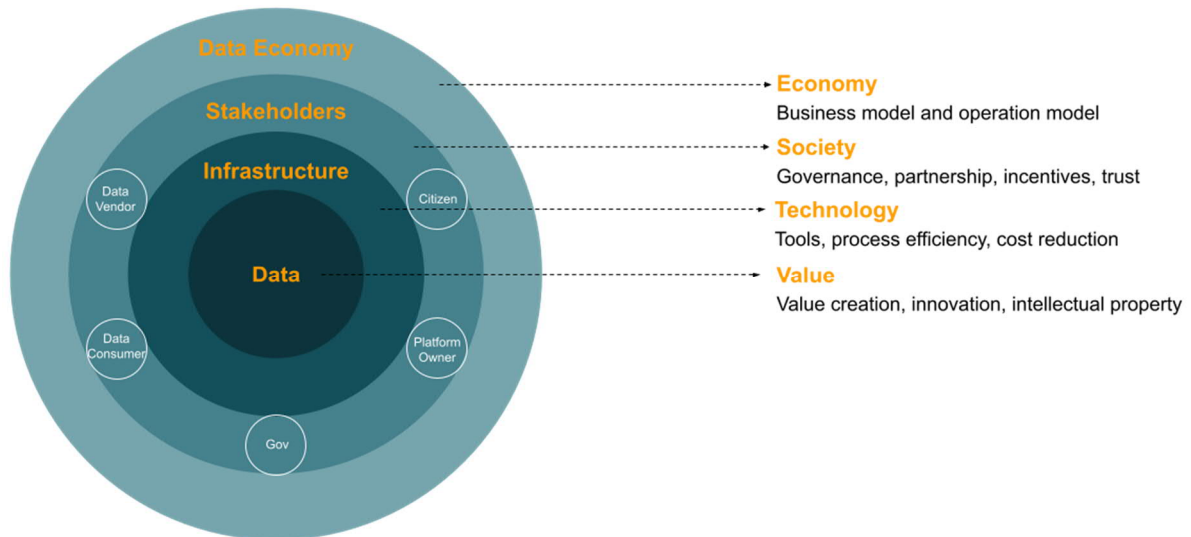 Data Economy
Stakeholders
Infrastructure
Data
Vendor
Citizen
Data
Data
Consumer
Platform
Owner
Gov
Economy
Business model and operation model
Society
Governance, partnership, incentives, trust
Technology
Tools, process efficiency, cost reduction
Value
Value creation, innovation, intellectual property